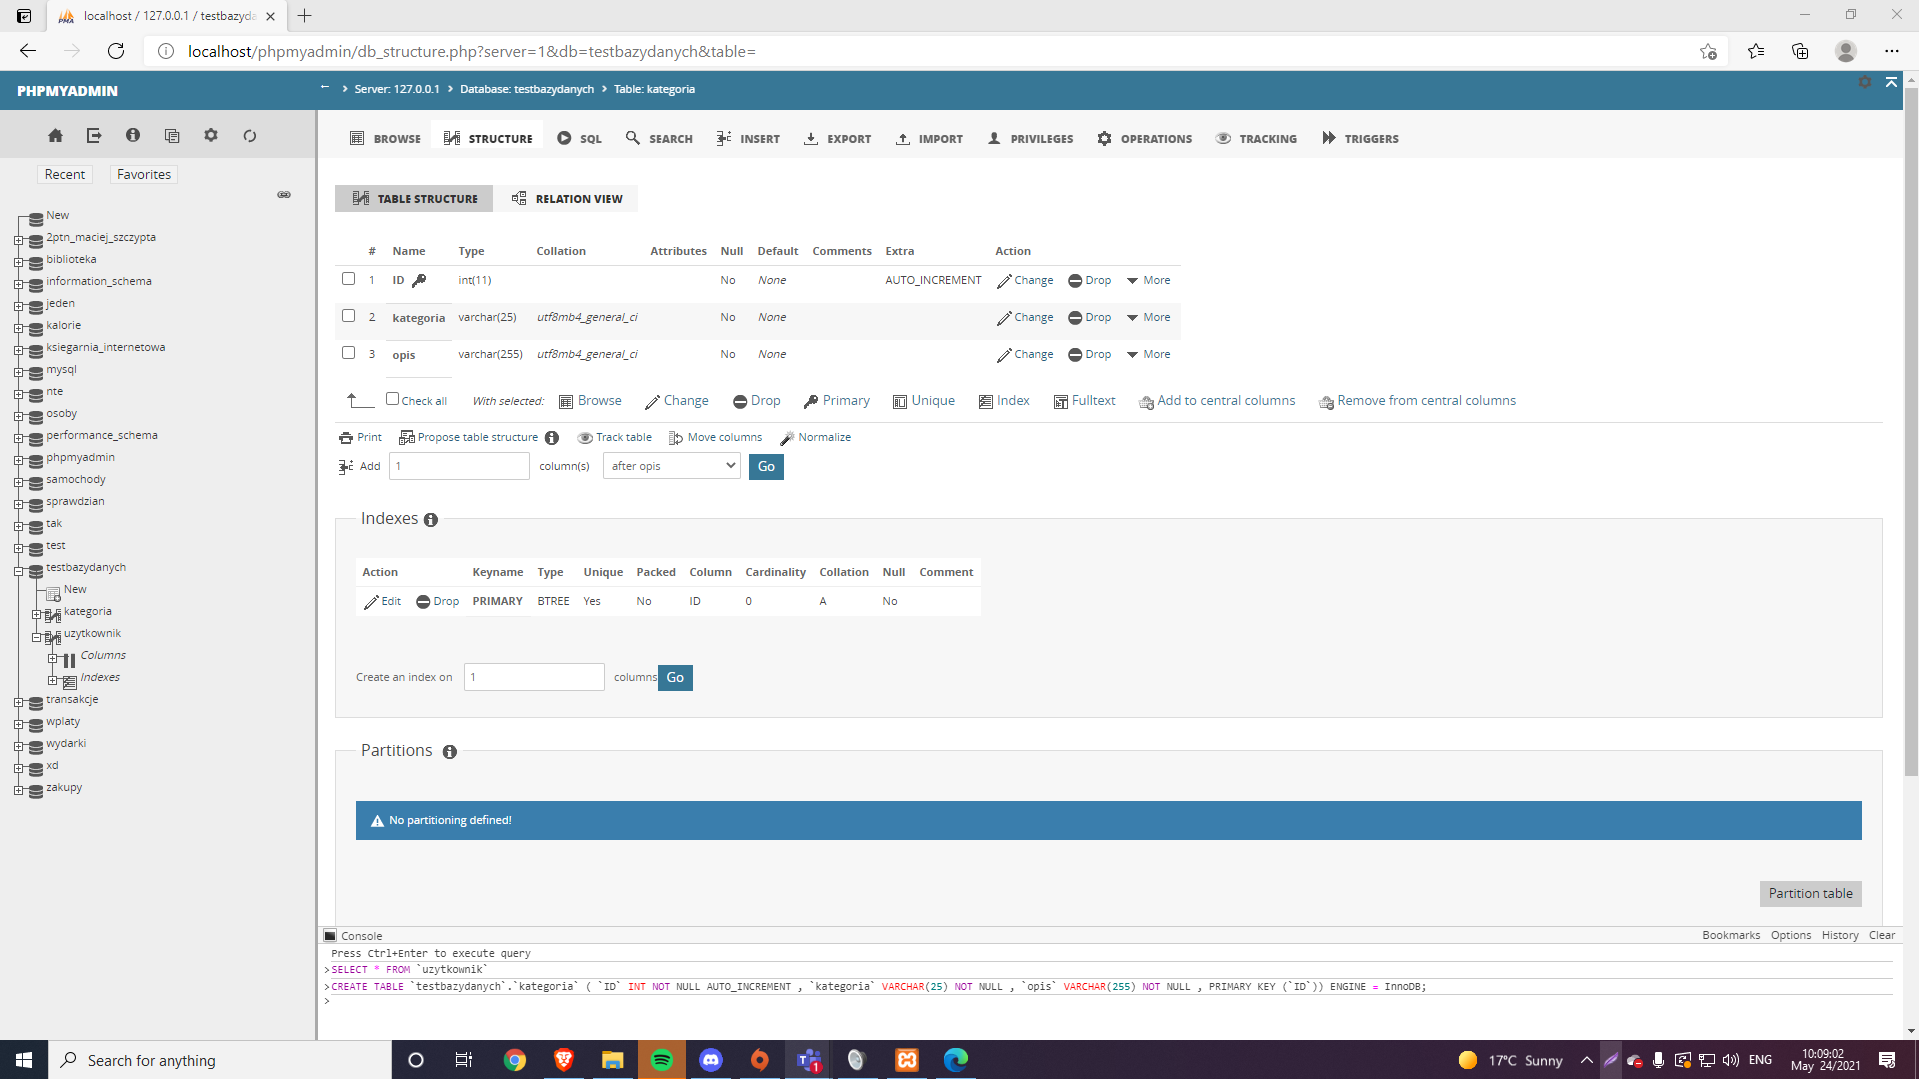 localhost / 127.0.0.1 / testbazyda
localhost/phpmyadmin/db_structure.php?server=1&db=testbazydanych&table=
PHPMYADMIN
Server: 127.0.0.1 Database: testbazydanych Table: kategoria
BROWSE STRUCTURE SQL SEARCH INSERT EXPORT IMPORT PRIVILEGES OPERATIONS TRACKING TRIGGERS
Recent Favorites
New
2ptn_maciej_szczypta
biblioteka
information_schema
jeden
kalorie
ksiegarnia_internetowa
mysql
nte
osoby
performance_schema
phpmyadmin
samochody
sprawdzian
tak
test
testbazydanych
New
kategoria
uzytkownik
Columns
Indexes
transakcje
wplaty
wydarki
xd
zakupy
TABLE STRUCTURE RELATION VIEW
# Name Type Collation Attributes Null Default Comments Extra Action
1 ID int(11) No None AUTO_INCREMENT Change Drop More
2 kategoria varchar(25) utf8mb4_general_ci No None Change Drop More
3 opis varchar(255) utf8mb4_general_ci No None Change Drop More
Check all With selected: Browse Change Drop Primary Unique Index Fulltext Add to central columns Remove from central columns
Print Propose table structure Track table Move columns Normalize
Add 1 column(s) after opis Go
Indexes
Action Keyname Type Unique Packed Column Cardinality Collation Null Comment
Edit Drop PRIMARY BTREE Yes No ID 0 A No
Create an index on 1 columns Go
Partitions
No partitioning defined!
Partition table
Console Bookmarks Options History Clear
Press Ctrl+Enter to execute query
>SELECT * FROM `uzytkownik`
>CREATE TABLE `testbazydanych`.`kategoria` ( `ID` INT NOT NULL AUTO_INCREMENT , `kategoria` VARCHAR(25) NOT NULL , `opis` VARCHAR(255) NOT NULL , PRIMARY KEY (`ID`)) ENGINE = InnoDB;
>
Search for anything
1
17°C Sunny
ENG
10:09:02
May 24/2021